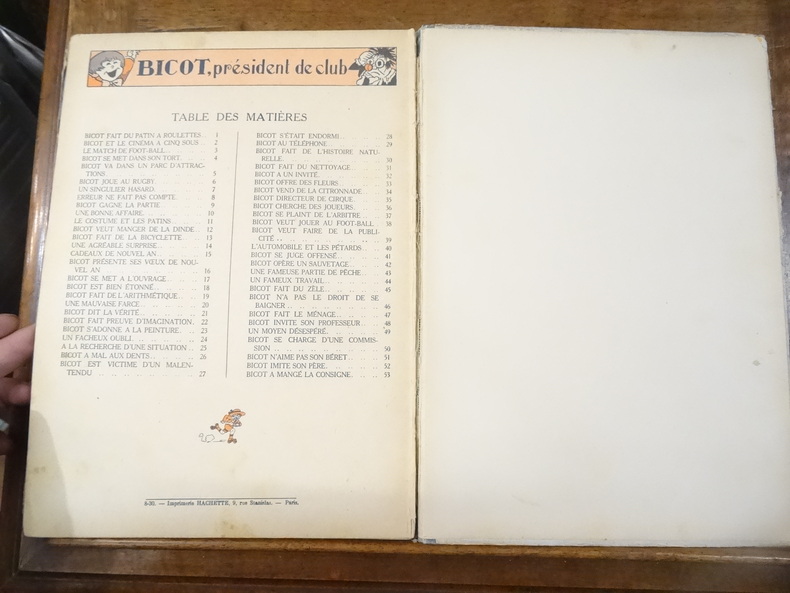 BICOT, président de club
TABLE DES MATIÈRES
BICOT FAIT DU PATIN A ROULETTES . . 1
BICOT ET LE CINEMA A CINQ SOUS . . 2
LE MATCH DE FOOT-BALL . . 3
BICOT SE MET DANS SON TORT . . 4
BICOT VA DANS UN PARC D'ATTRAC-
TIONS . . 5
BICOT JOUE AU RUGBY . . 6
UN SINGULIER HASARD . . 7
ERREUR NE FAIT PAS COMPTE . . 8
BICOT GAGNE LA PARTIE . . 9
UNE BONNE AFFAIRE . . 10
LE COSTUME ET LES PATINS . . 11
BICOT VEUT MANGER DE LA DINDE . . 12
BICOT FAIT DE LA BICYCLETTE . . 13
UNE AGRÉABLE SURPRISE . . 14
CADEAUX DE NOUVEL AN . . 15
BICOT PRÉSENTE SES VŒUX DE NOU-
VEL AN . . 16
BICOT SE MET A L'OUVRAGE . . 17
BICOT EST BIEN ÉTONNÉ . . 18
BICOT FAIT DE L'ARITHMÉTIQUE . . 19
UNE MAUVAISE FARCE . . 20
BICOT DIT LA VÉRITÉ . . 21
BICOT FAIT PREUVE D'IMAGINATION. 22
BICOT S'ADONNE A LA PEINTURE . . 23
UN FACHEUX OUBLI . . 24
A LA RECHERCHE D'UNE SITUATION . . 25
BICOT A MAL AUX DENTS . . 26
BICOT EST VICTIME D'UN MALEN-
TENDU . . 27
BICOT S'ÉTAIT ENDORMI . . 28
BICOT AU TÉLÉPHONE . . 29
BICOT FAIT DE L'HISTOIRE NATU-
RELLE . . 30
BICOT FAIT DU NETTOYAGE . . 31
BICOT A UN INVITÉ . . 32
BICOT OFFRE DES FLEURS . . 33
BICOT VEND DE LA CITRONNADE . . 34
BICOT DIRECTEUR DE CIRQUE . . 35
BICOT CHERCHE DES JOUEURS . . 36
BICOT SE PLAINT DE L'ARBITRE . . 37
BICOT VEUT JOUER AU FOOT-BALL . . 38
BICOT VEUT FAIRE DE LA PUBLI-
CITÉ . . 39
L'AUTOMOBILE ET LES PÉTARDS . . 40
BICOT SE JUGE OFFENSÉ . . 41
BICOT OPÈRE UN SAUVETAGE . . 42
UNE FAMEUSE PARTIE DE PÊCHE . . 43
UN FAMEUX TRAVAIL . . 44
BICOT FAIT DU ZÈLE . . 45
BICOT N'A PAS LE DROIT DE SE
BAIGNER . . 46
BICOT FAIT LE MÉNAGE . . 47
BICOT INVITE SON PROFESSEUR . . 48
UN MOYEN DÉSESPÉRÉ . . 49
BICOT SE CHARGE D'UNE COMMIS-
SION . . 50
BICOT N'AIME PAS SON BÉRET . . 51
BICOT IMITE SON PÈRE . . 52
BICOT A MANGÉ LA CONSIGNE . . 53
8-30. — Imprimerie HACHETTE, 9, rue Stanislas. — Paris.